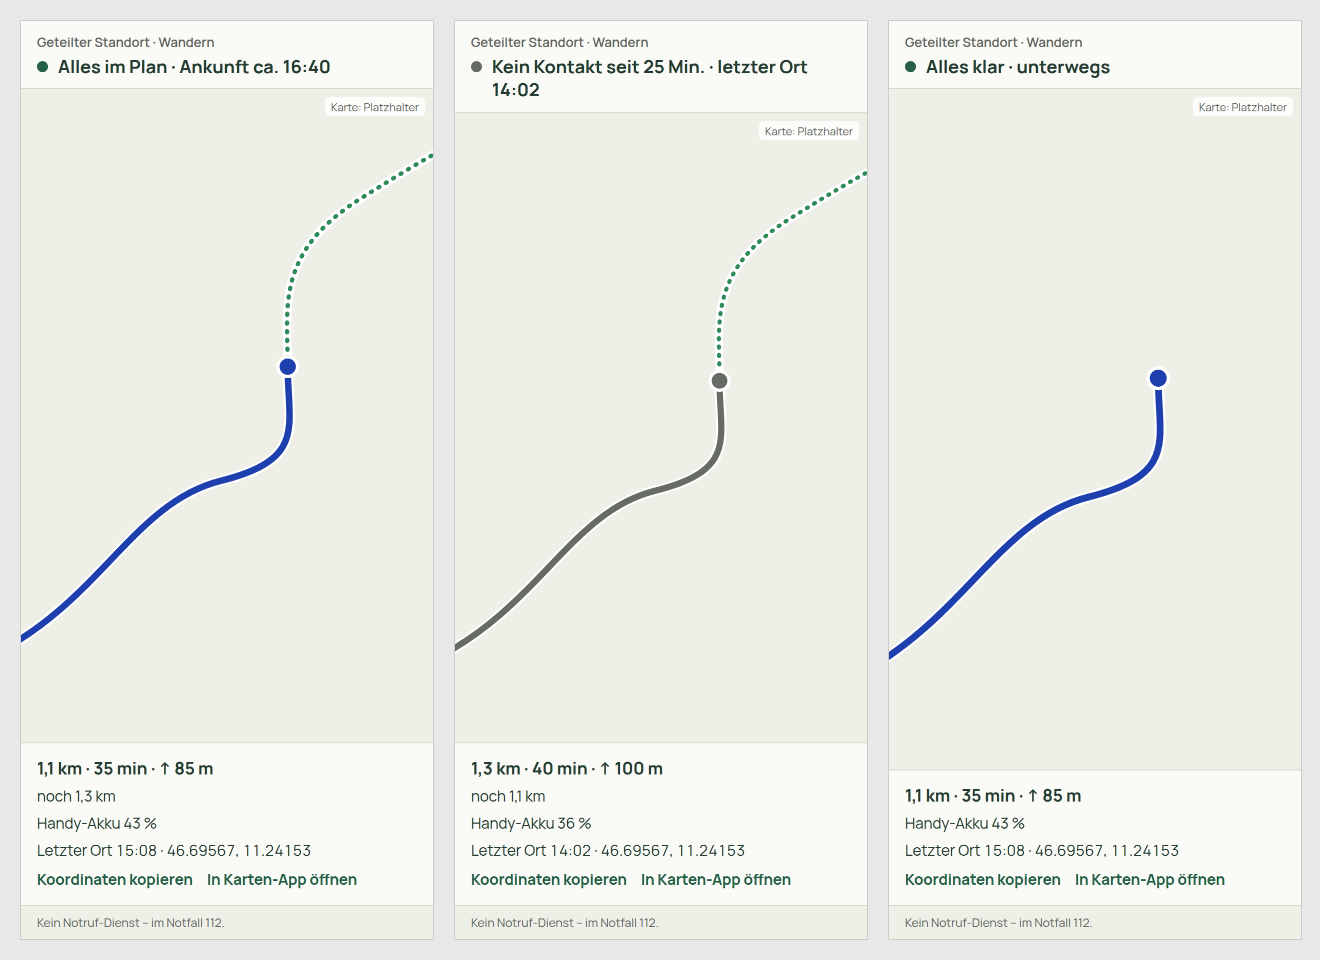 Geteilter Standort · Wandern
Alles im Plan · Ankunft ca. 16:40
Karte: Platzhalter
1,1 km · 35 min · ↑ 85 m
noch 1,3 km
Handy-Akku 43 %
Letzter Ort 15:08 · 46.69567, 11.24153
Koordinaten kopieren In Karten-App öffnen
Kein Notruf-Dienst – im Notfall 112.
Geteilter Standort · Wandern
Kein Kontakt seit 25 Min. · letzter Ort
14:02
Karte: Platzhalter
1,3 km · 40 min · ↑ 100 m
noch 1,1 km
Handy-Akku 36 %
Letzter Ort 14:02 · 46.69567, 11.24153
Koordinaten kopieren In Karten-App öffnen
Kein Notruf-Dienst – im Notfall 112.
Geteilter Standort · Wandern
Alles klar · unterwegs
Karte: Platzhalter
1,1 km · 35 min · ↑ 85 m
Handy-Akku 43 %
Letzter Ort 15:08 · 46.69567, 11.24153
Koordinaten kopieren In Karten-App öffnen
Kein Notruf-Dienst – im Notfall 112.